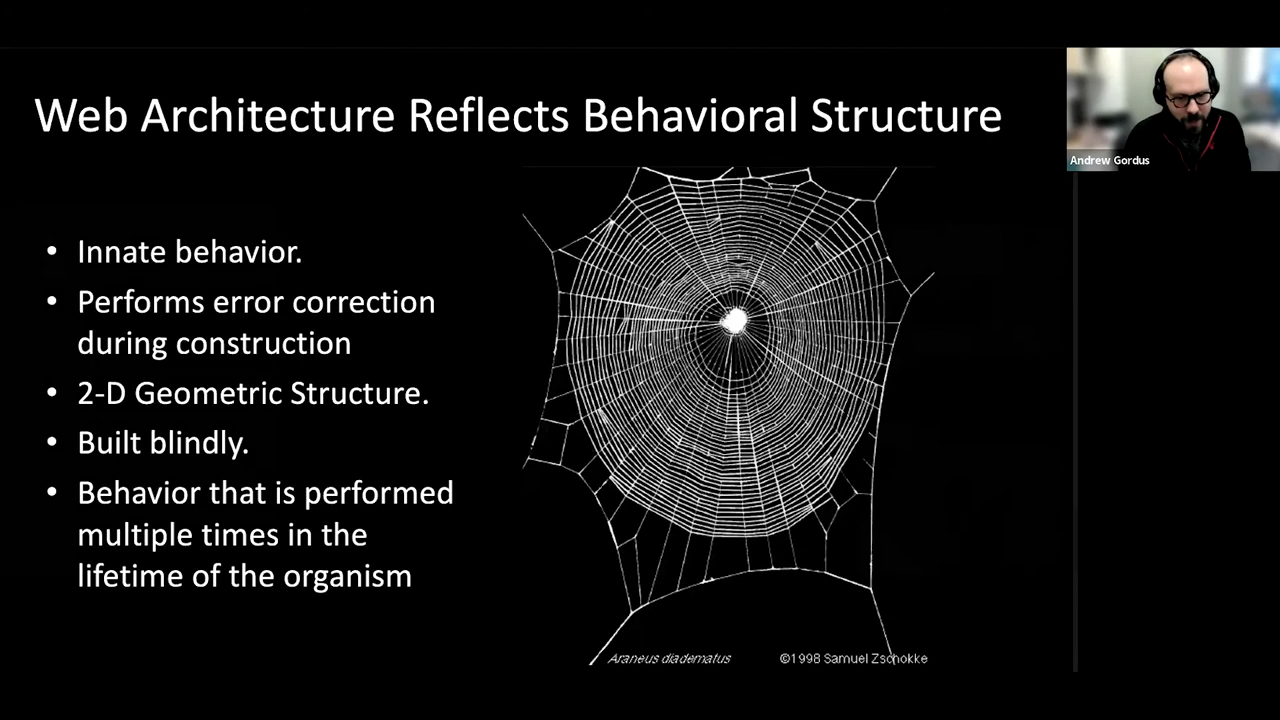 Web Architecture Reflects Behavioral Structure
Andrew Gordus
• Innate behavior.
• Performs error correction
during construction
• 2-D Geometric Structure.
• Built blindly.
• Behavior that is performed
multiple times in the
lifetime of the organism
Araneus diadematus
©1998 Samuel Zschokke